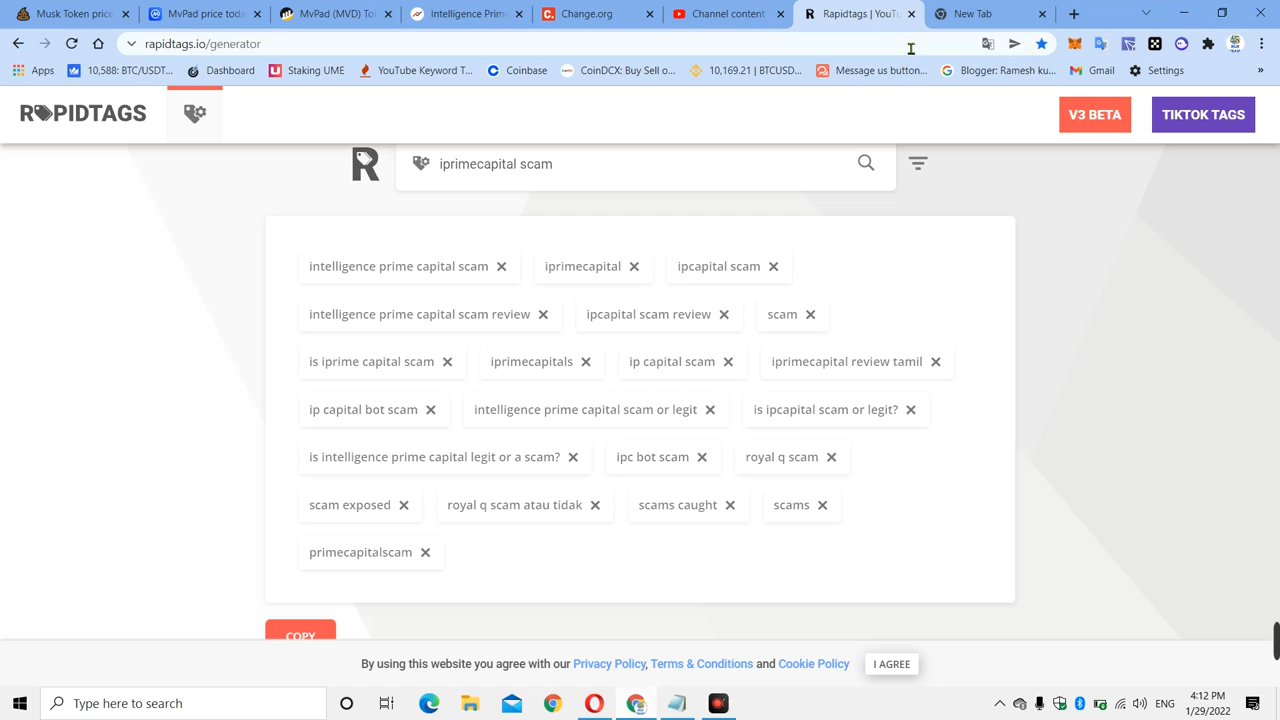 MvPad price tod
MVD | MVD | Tok
Intelligence Prim
Change.org
YouTube
Ipcapital content
Rapidtags | YouTu
New Tab
rapidtags.io/generator
Apps
10,588: BTC/USDT...
Dashboard
Staking UME
YouTube Keyword T...
Coinbase
CoinDCX: Buy Sell o...
10,169.21 | BTCUSD...
Message us button...
Blogger: Ramesh ku...
Gmail
Settings
»
RAPIDTAGS
V3 BETA
TIKTOK TAGS
R iprimecapital scam
intelligence prime capital scam iprimecapital ipcapital scam
intelligence prime capital scam review ipcapital scam review scam
is iprime capital scam iprimecapitals ip capital scam iprimecapital review tamil
ip capital bot scam intelligence prime capital scam or legit is ipcapital scam or legit?
is intelligence prime capital legit or a scam? ipc bot scam royal q scam
scam exposed royal q scam atau tidak scams caught scams
primecapitalscam
COPY
By using this website you agree with our Privacy Policy, Terms & Conditions and Cookie Policy I AGREE
Type here to search
ENG
4:12 PM
1/29/2022